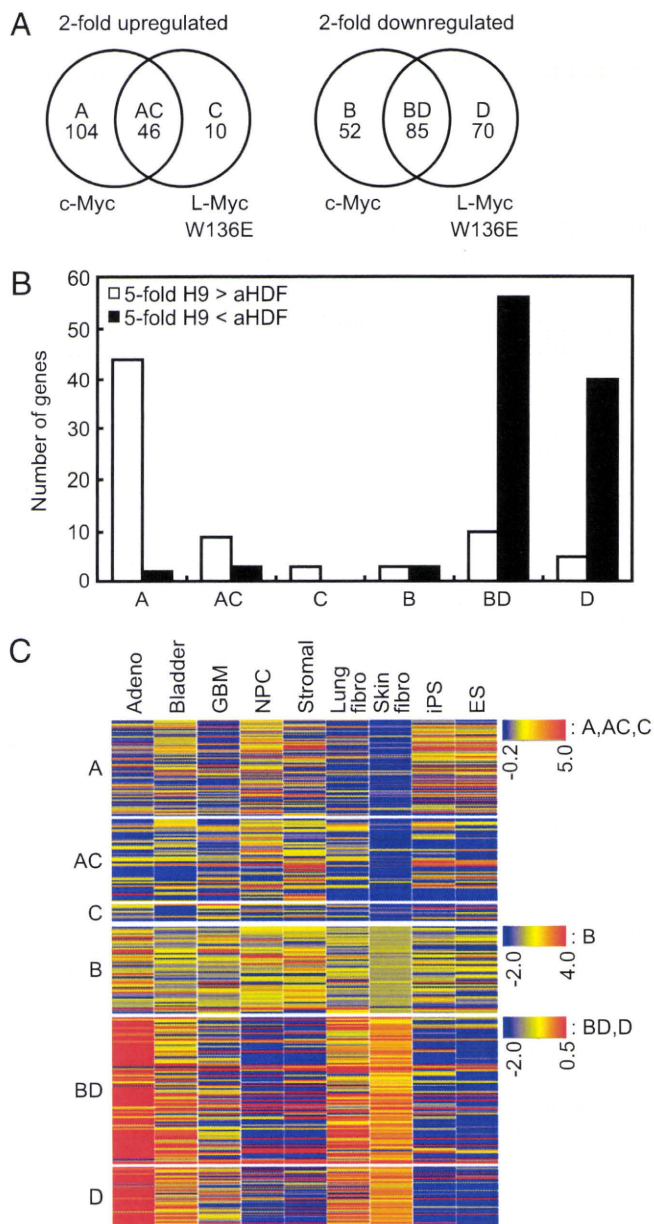 A
2-fold upregulated
2-fold downregulated
A
104
AC
46
C
10
B
52
BD
85
D
70
c-Myc
L-Myc
W136E
c-Myc
L-Myc
W136E
B
60
50
40
30
20
10
0
Number of genes
5-fold H9 > aHDF
5-fold H9 < aHDF
A
AC
C
B
BD
D
C
Adeno
Bladder
GBM
NPC
Stromal
Lung
fibro
Skin
fibro
iPS
ES
A
AC
C
B
BD
D
: A,AC,C
-0.2
5.0
: B
-2.0
4.0
: BD,D
-2.0
0.5